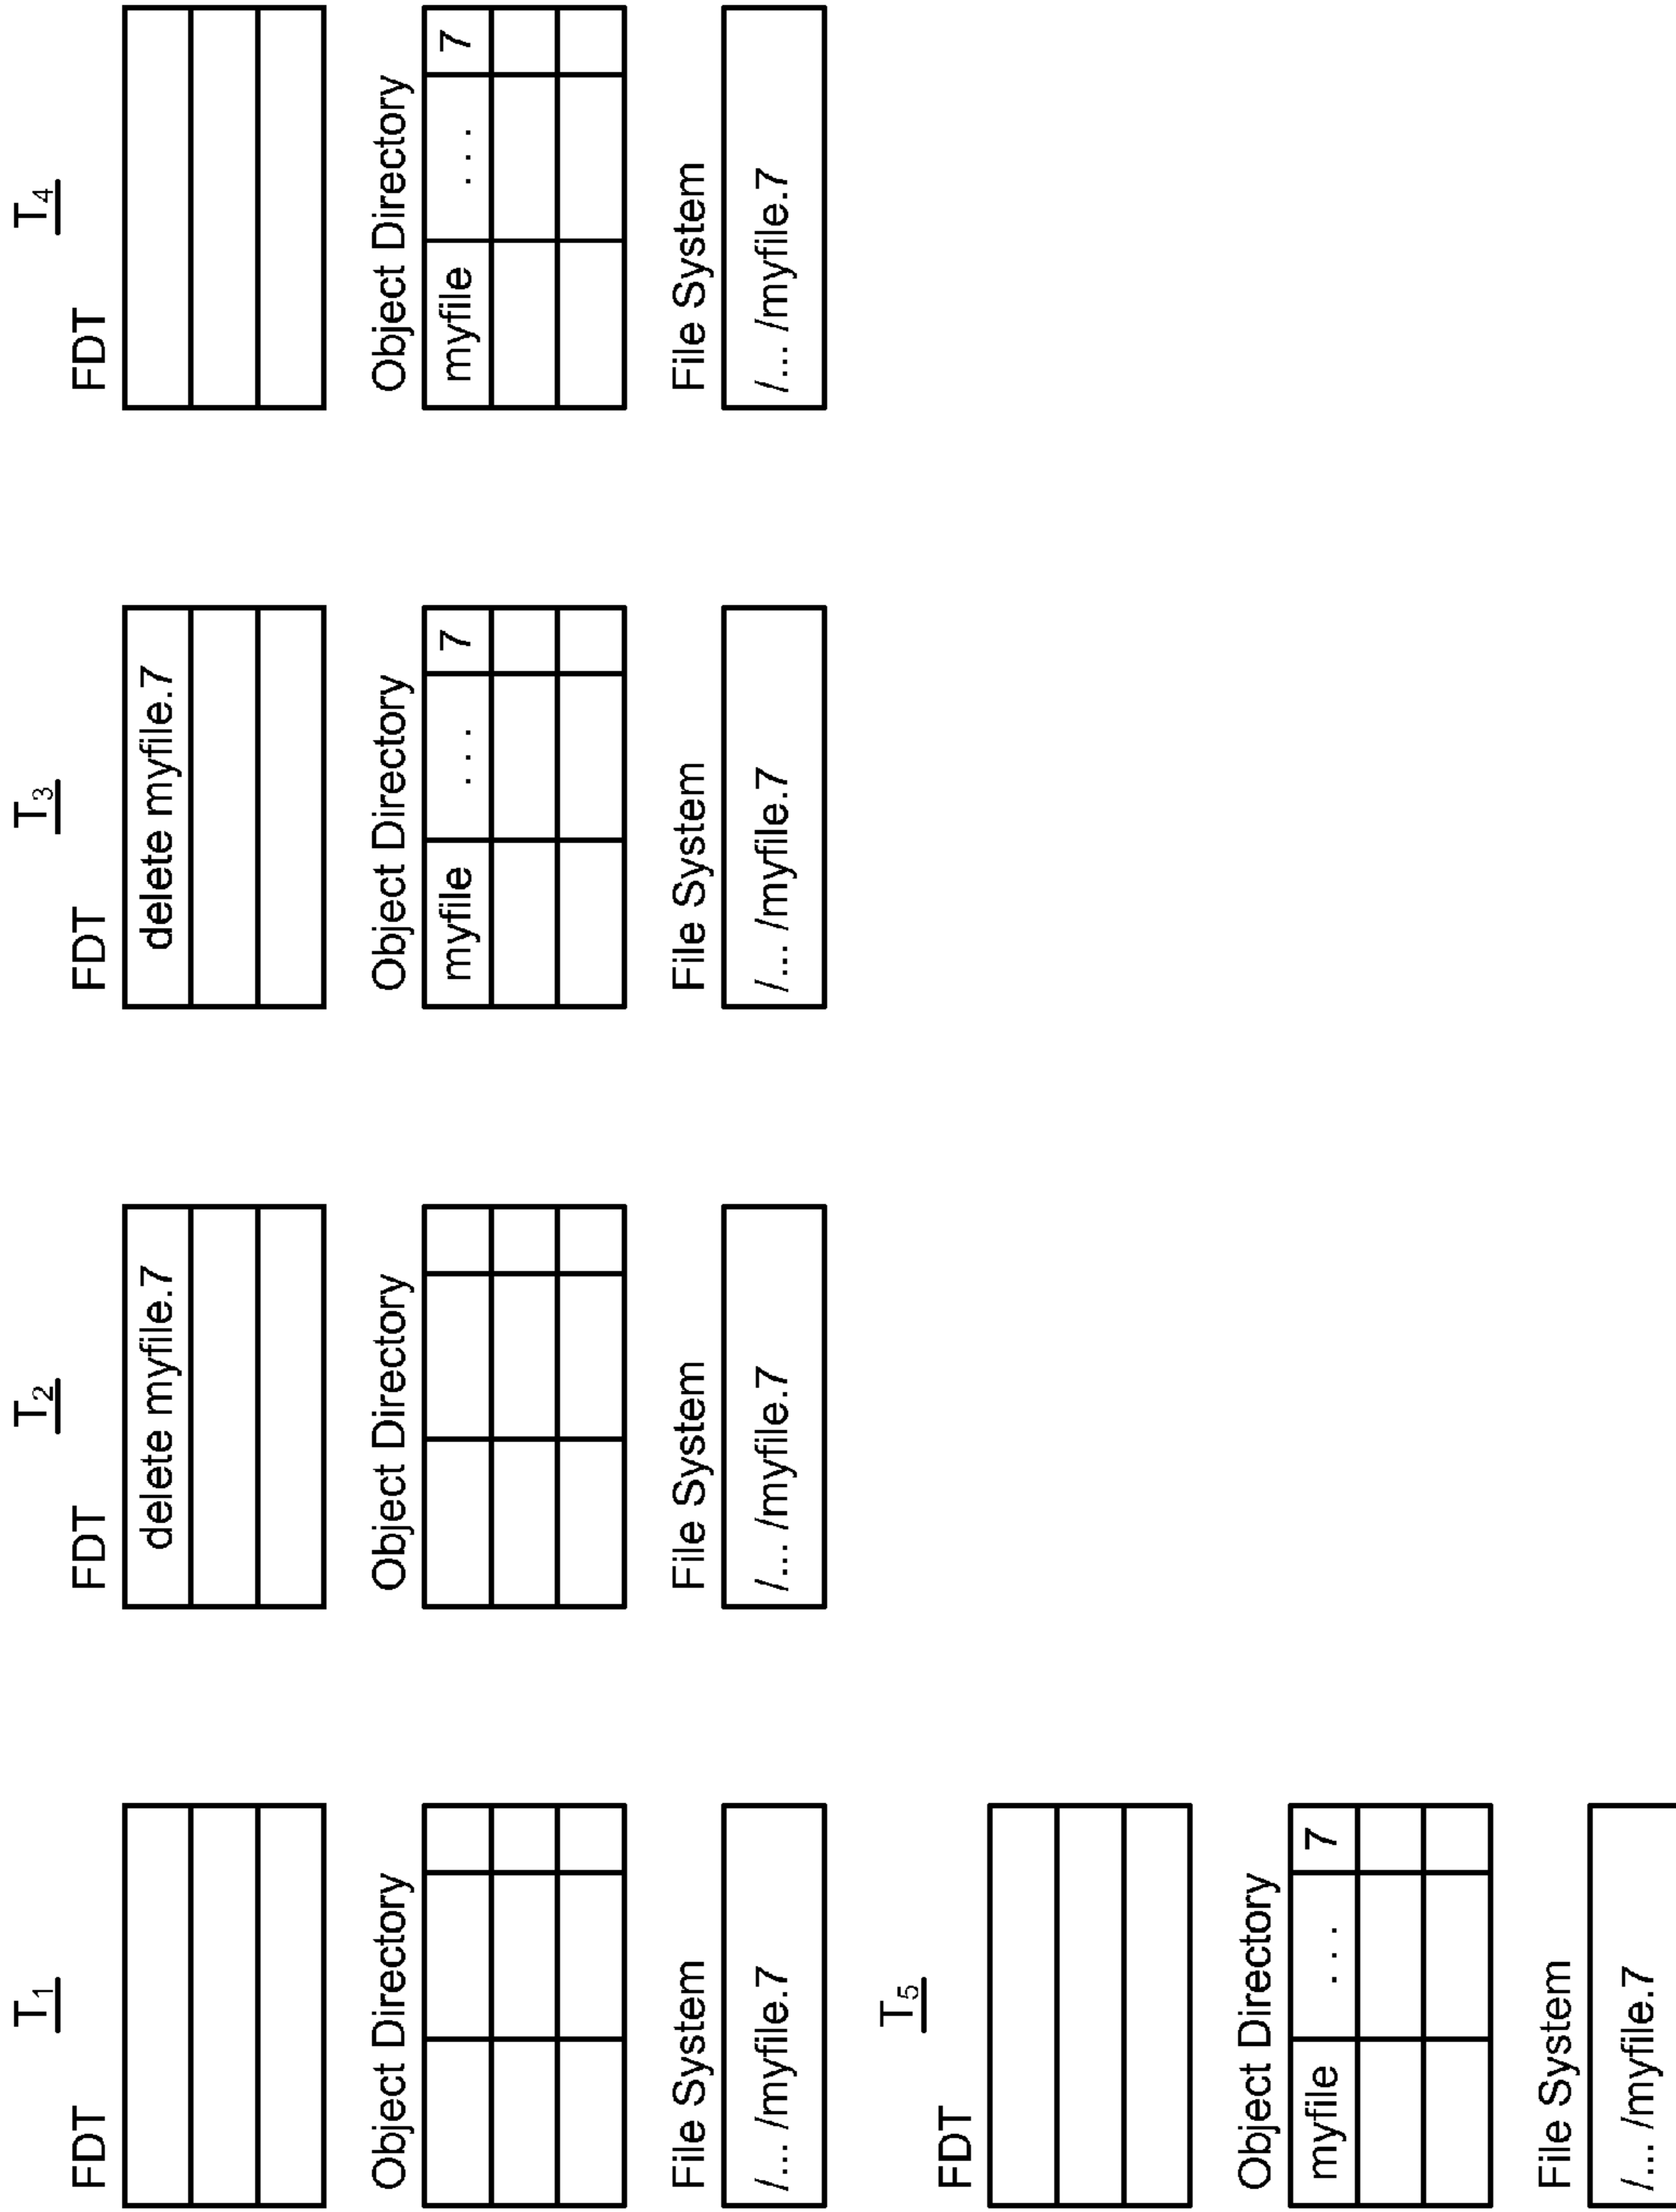 T1
FDT
Object Directory
File System
/... /myfile.7
T2
FDT
delete myfile.7
Object Directory
File System
/... /myfile.7
T3
FDT
delete myfile.7
Object Directory
myfile ... 7
File System
/... /myfile.7
T4
FDT
Object Directory
myfile ... 7
File System
/... /myfile.7
T5
FDT
Object Directory
myfile ... 7
File System
/... /myfile.7